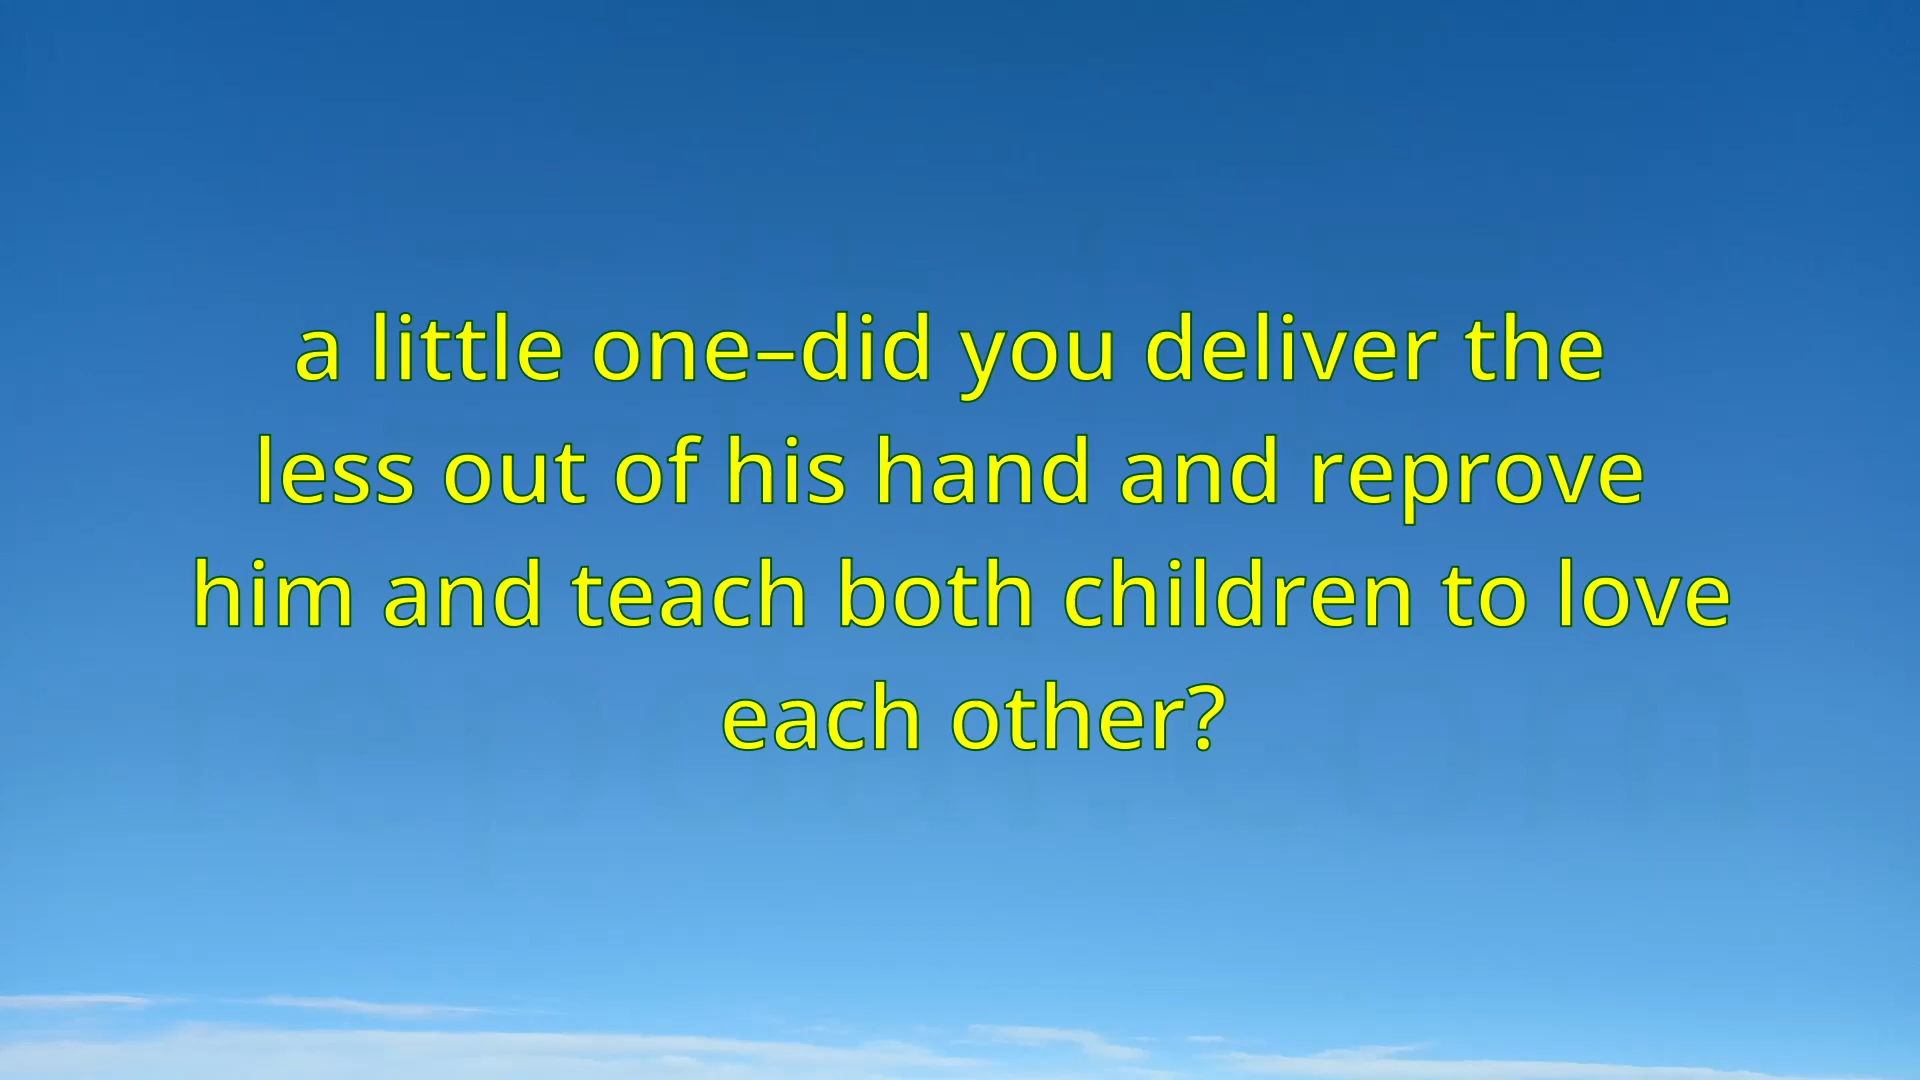 a little one–did you deliver the
less out of his hand and reprove
him and teach both children to love
each other?